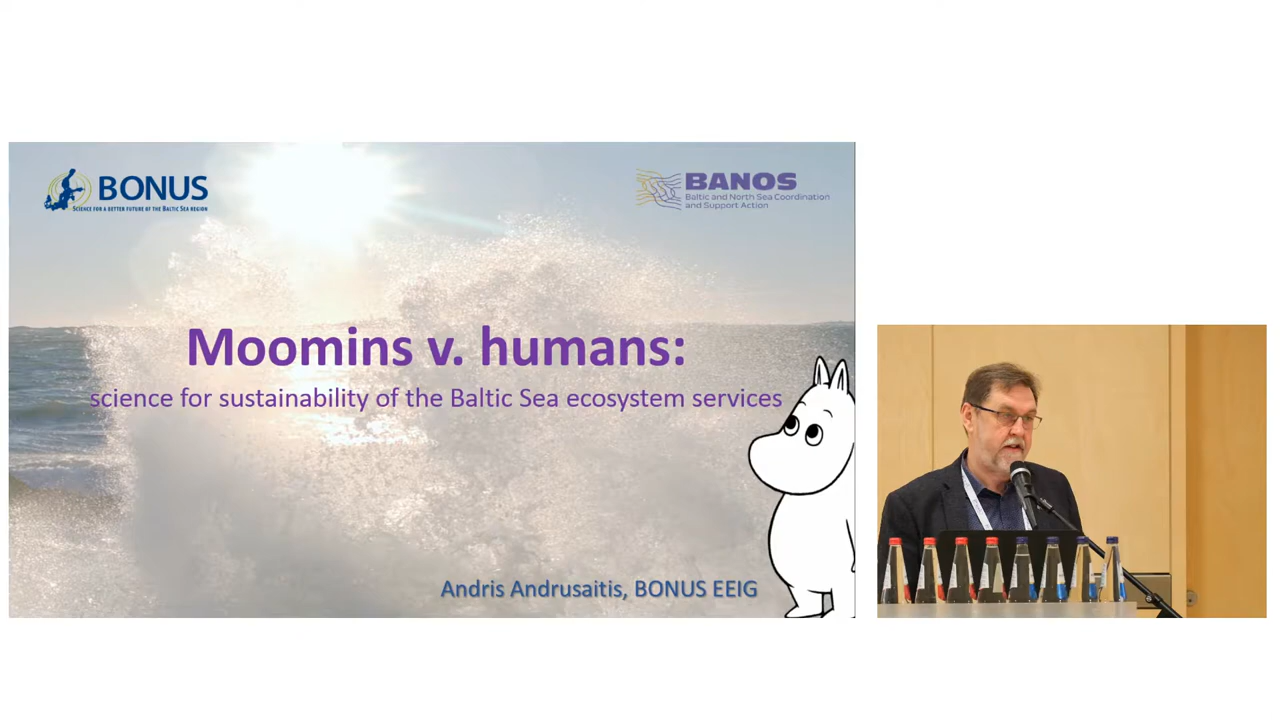 BONUS
SCIENCE FOR A BETTER FUTURE OF THE BALTIC SEA REGION
BANOS
Baltic and North Sea Coordination
and Support Action
Moomins v. humans:
science for sustainability of the Baltic Sea ecosystem services
Andris Andrusaitis, BONUS EEIG